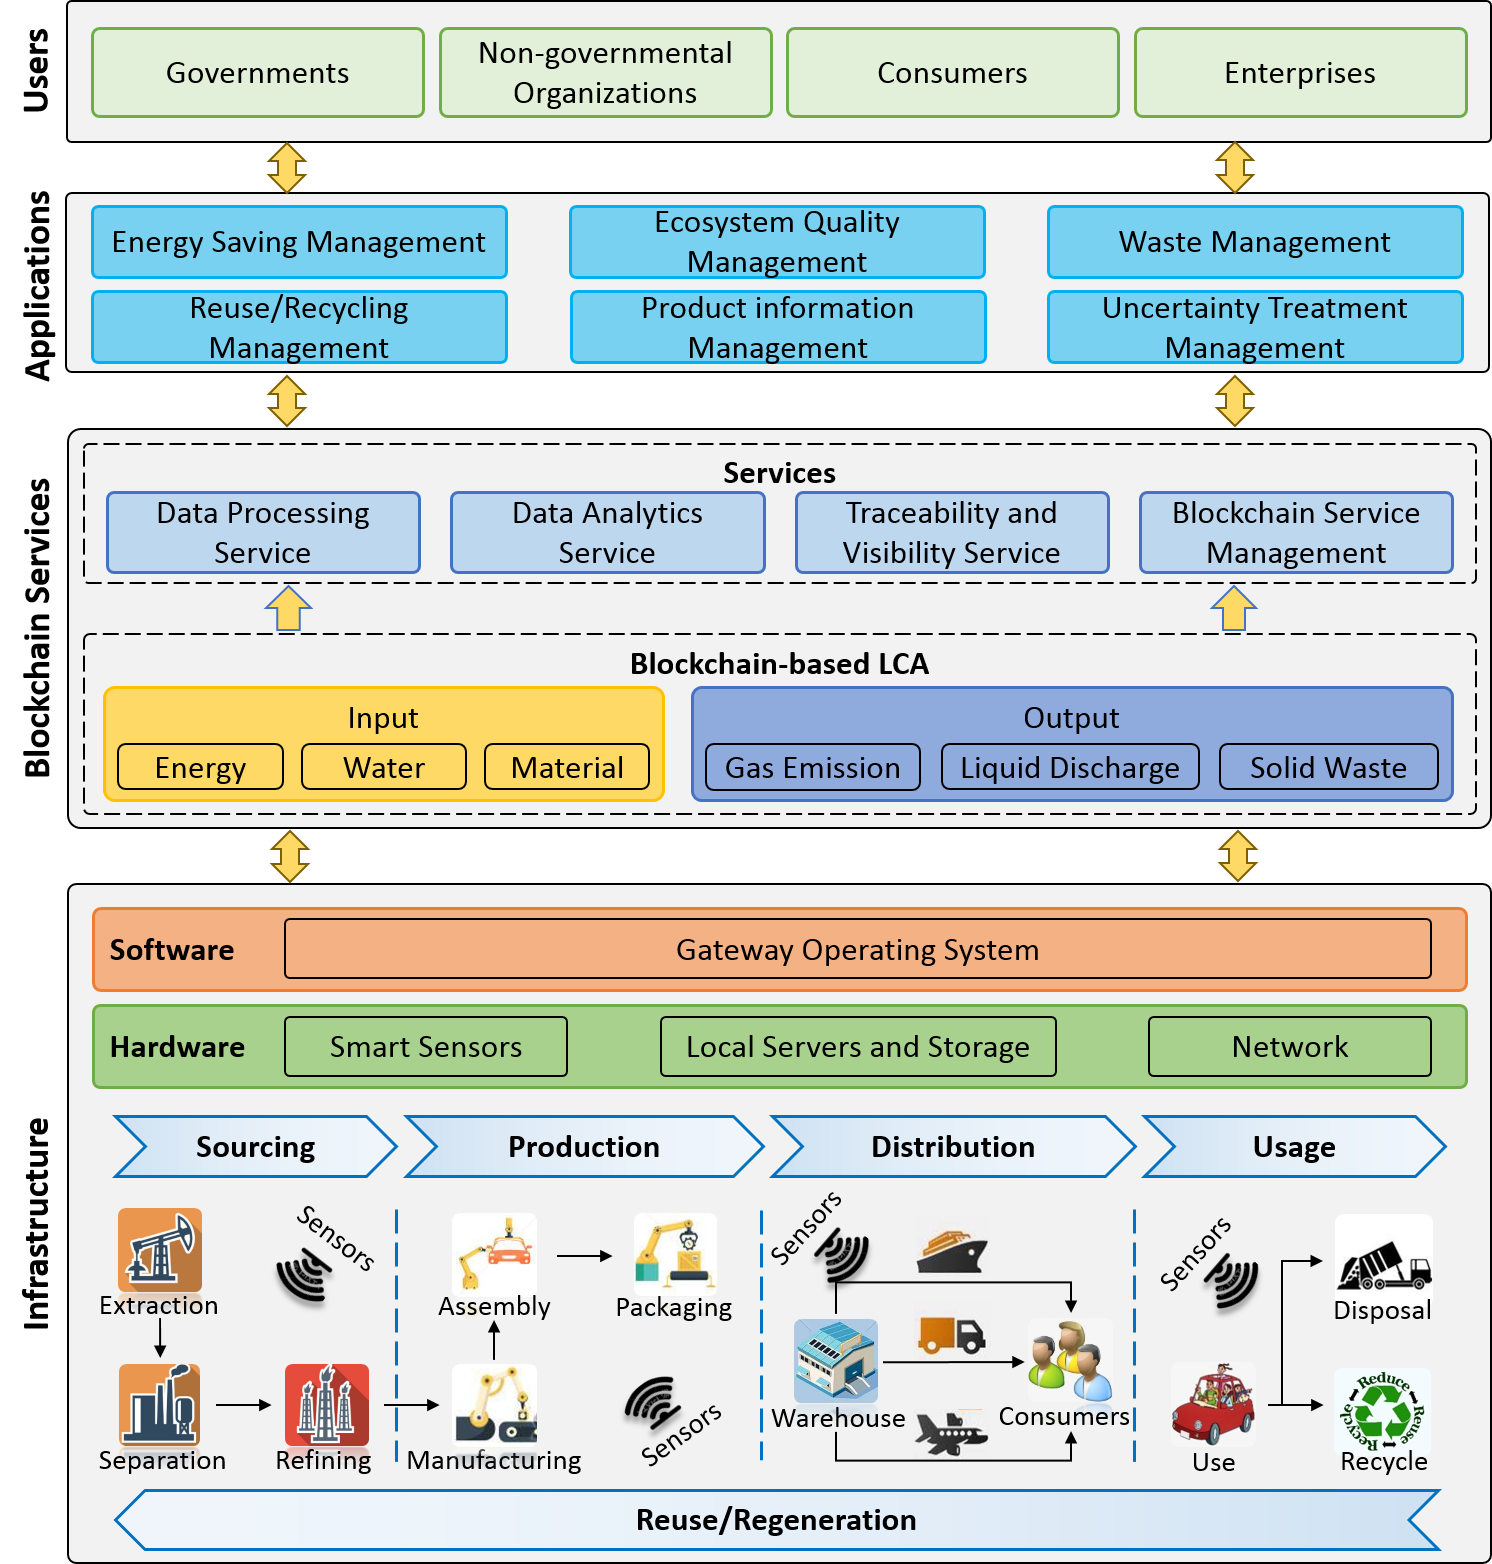 Users
Governments
Non-governmental
Organizations
Consumers
Enterprises
Applications
Energy Saving Management
Ecosystem Quality
Management
Waste Management
Reuse/Recycling
Management
Product information
Management
Uncertainty Treatment
Management
Blockchain Services
Services
Data Processing
Service
Data Analytics
Service
Traceability and
Visibility Service
Blockchain Service
Management
Blockchain-based LCA
Input
Energy
Water
Material
Output
Gas Emission
Liquid Discharge
Solid Waste
Infrastructure
Software
Gateway Operating System
Hardware
Smart Sensors
Local Servers and Storage
Network
Sourcing
Production
Distribution
Usage
Extraction
Sensors
Separation
Refining
Assembly
Packaging
Manufacturing
Sensors
Sensors
Warehouse
Consumers
Sensors
Disposal
Use
Reduce
Reuse
Recycle
Recycle
Reuse/Regeneration